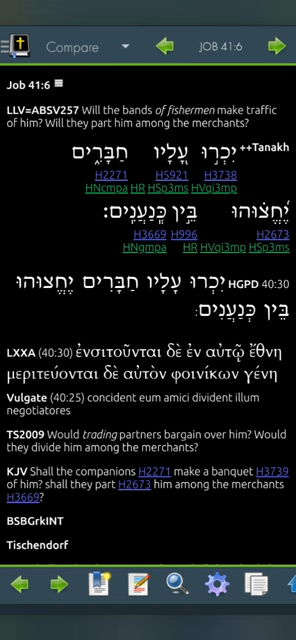 Compare
JOB 41:6
Job 41:6
LLV=ABSV257 Will the bands of fishermen make traffic
of him? Will they part him among the merchants?
++Tanakh יִכְר֣וּ עָ֭לָיו חַבָּרִ֑ים
H2271 H5921 H3738
HNcmpa HR HSp3ms HVqi3mp
יֶ֝חֱצ֗וּהוּ בֵּ֣ין כְּֽנַעֲנִֽים׃
H3669 H996 H2673
HNgmpa HR HVqi3mp HSp3ms
HGPD 40:30 יִכְרוּ עָלָיו חַבָּרִים יֶחֱצוּהוּ
בֵּין כְּנַעֲנִים:
LXXA (40:30) ἐνσιτοῦνται δὲ ἐν αὐτῷ ἔθνη
μεριτεύονται δὲ αὐτὸν φοινίκων γένη
Vulgate (40:25) concident eum amici divident illum
negotiatores
TS2009 Would trading partners bargain over him? Would
they divide him among the merchants?
KJV Shall the companions H2271 make a banquet H3739
of him? shall they part H2673 him among the merchants
H3669?
BSBGrkINT
Tischendorf